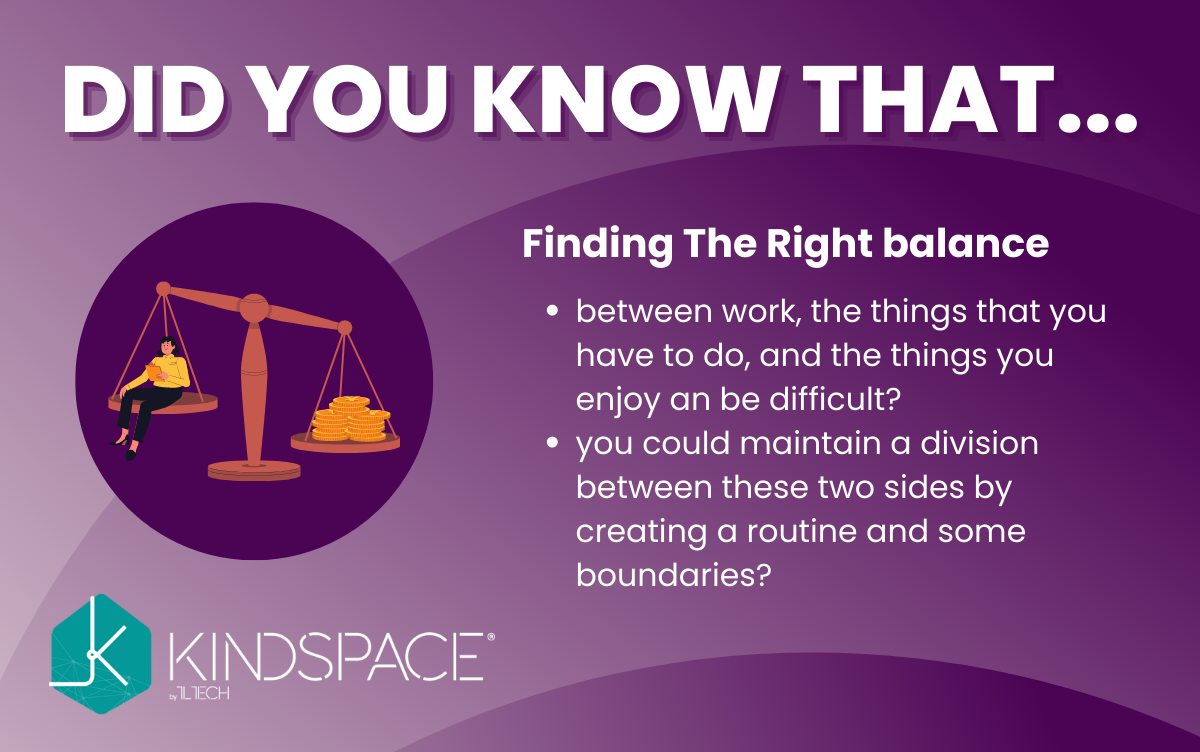 DID YOU KNOW THAT...
Finding The Right balance
• between work, the things that you
have to do, and the things you
enjoy an be difficult?
• you could maintain a division
between these two sides by
creating a routine and some
boundaries?
KINDSPACE®
by 1LTECH